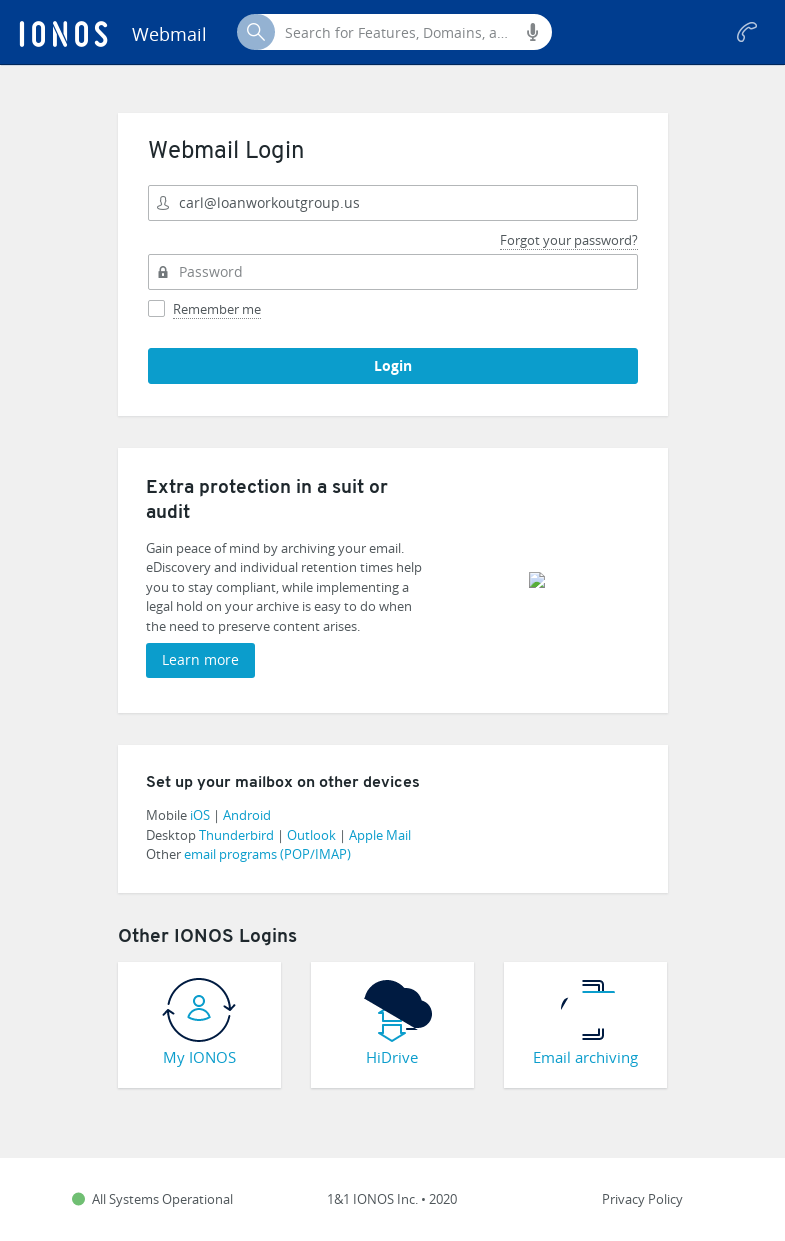 IONOS Webmail Search for Features, Domains, a...
Webmail Login
carl@loanworkoutgroup.us
Forgot your password?
Password
Remember me
Login
Extra protection in a suit or
audit
Gain peace of mind by archiving your email.
eDiscovery and individual retention times help
you to stay compliant, while implementing a
legal hold on your archive is easy to do when
the need to preserve content arises.
Learn more
Set up your mailbox on other devices
Mobile iOS | Android
Desktop Thunderbird | Outlook | Apple Mail
Other email programs (POP/IMAP)
Other IONOS Logins
My IONOS HiDrive Email archiving
All Systems Operational 1&1 IONOS Inc. • 2020 Privacy Policy